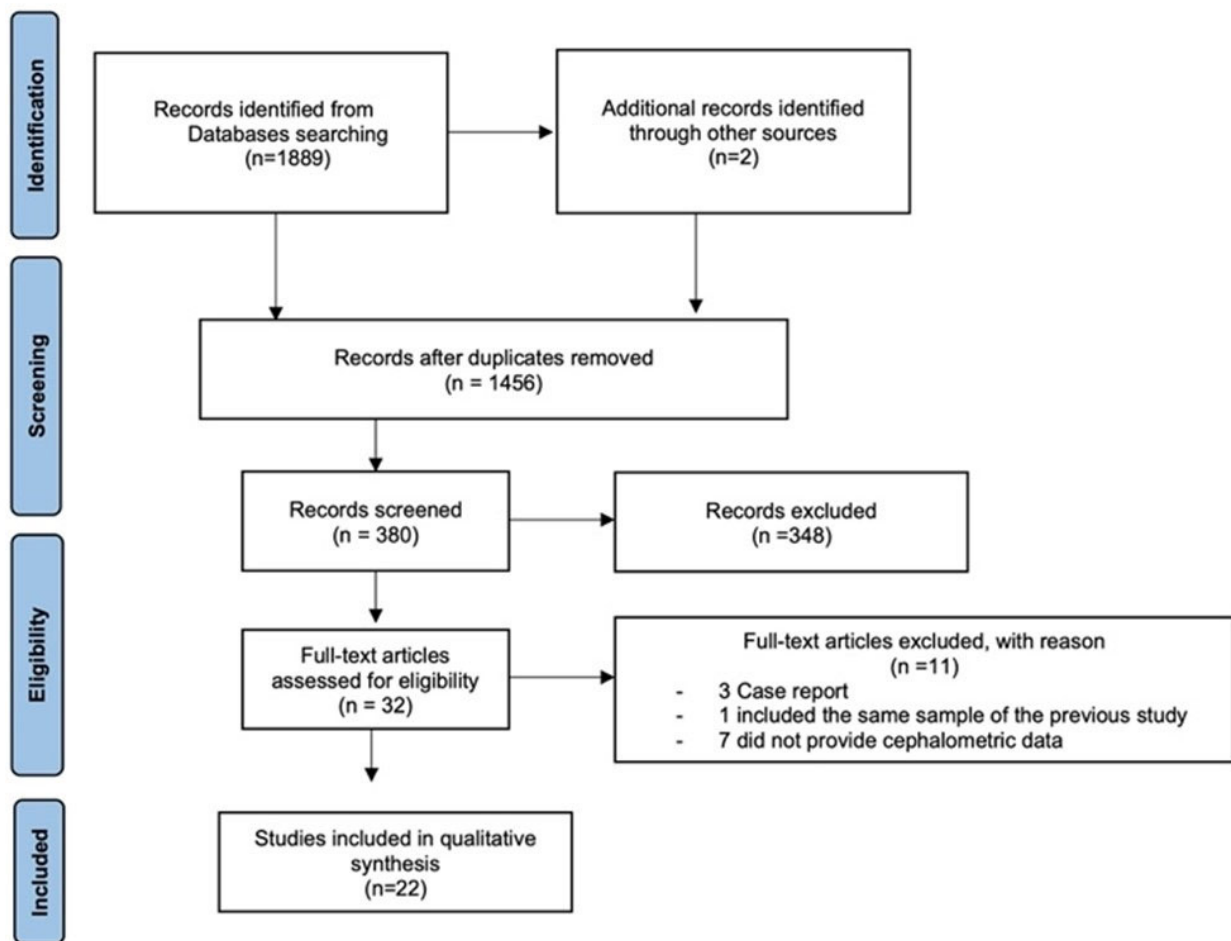 Identification
Records identified from
Databases searching
(n=1889)
Additional records identified
through other sources
(n=2)
Screening
Records after duplicates removed
(n = 1456)
Records screened
(n = 380)
Records excluded
(n =348)
Eligibility
Full-text articles
assessed for eligibility
(n = 32)
Full-text articles excluded, with reason
(n =11)
- 3 Case report
- 1 included the same sample of the previous study
- 7 did not provide cephalometric data
Included
Studies included in qualitative
synthesis
(n=22)